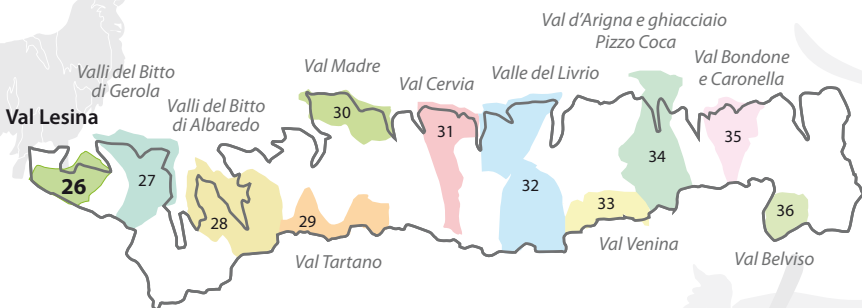 Val d'Arigna e ghiacciaio
Pizzo Coca
Valli del Bitto
di Gerola
Val Madre
Val Cervia
Valle del Livrio
Val Bondone
e Caronella
Val Lesina
Valli del Bitto
di Albaredo
26
27
28
29
30
31
32
33
34
35
36
Val Tartano
Val Venina
Val Belviso